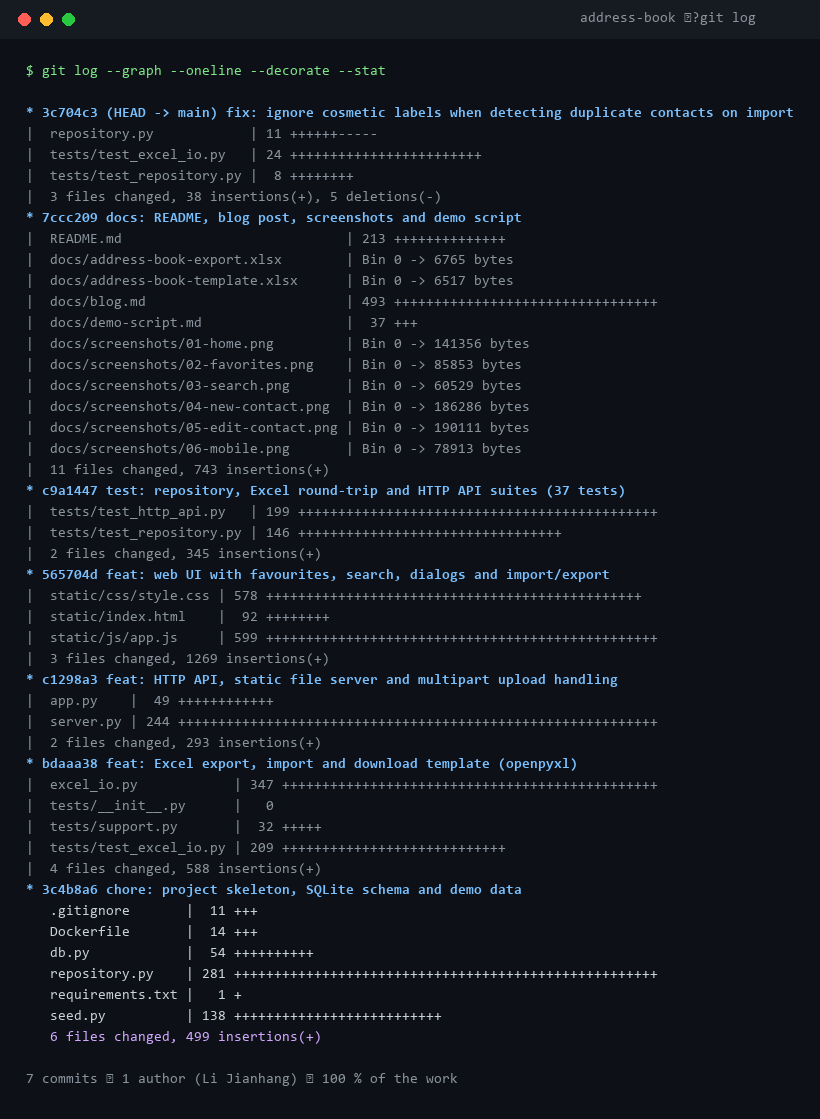 address-book �?git log
$ git log --graph --oneline --decorate --stat
* 3c704c3 (HEAD -> main) fix: ignore cosmetic labels when detecting duplicate contacts on import
|  repository.py            | 11 ++++++-----
|  tests/test_excel_io.py   | 24 ++++++++++++++++++++++++
|  tests/test_repository.py |  8 ++++++++
|  3 files changed, 38 insertions(+), 5 deletions(-)
* 7ccc209 docs: README, blog post, screenshots and demo script
|  README.md                            | 213 ++++++++++++++
|  docs/address-book-export.xlsx        | Bin 0 -> 6765 bytes
|  docs/address-book-template.xlsx      | Bin 0 -> 6517 bytes
|  docs/blog.md                         | 493 +++++++++++++++++++++++++++++++++
|  docs/demo-script.md                  |  37 +++
|  docs/screenshots/01-home.png         | Bin 0 -> 141356 bytes
|  docs/screenshots/02-favorites.png    | Bin 0 -> 85853 bytes
|  docs/screenshots/03-search.png       | Bin 0 -> 60529 bytes
|  docs/screenshots/04-new-contact.png  | Bin 0 -> 186286 bytes
|  docs/screenshots/05-edit-contact.png | Bin 0 -> 190111 bytes
|  docs/screenshots/06-mobile.png       | Bin 0 -> 78913 bytes
|  11 files changed, 743 insertions(+)
* c9a1447 test: repository, Excel round-trip and HTTP API suites (37 tests)
|  tests/test_http_api.py   | 199 +++++++++++++++++++++++++++++++++++++++++++++
|  tests/test_repository.py | 146 +++++++++++++++++++++++++++++++++
|  2 files changed, 345 insertions(+)
* 565704d feat: web UI with favourites, search, dialogs and import/export
|  static/css/style.css | 578 +++++++++++++++++++++++++++++++++++++++++++++++
|  static/index.html    |  92 ++++++++
|  static/js/app.js     | 599 +++++++++++++++++++++++++++++++++++++++++++++++++
|  3 files changed, 1269 insertions(+)
* c1298a3 feat: HTTP API, static file server and multipart upload handling
|  app.py    |  49 ++++++++++++
|  server.py | 244 ++++++++++++++++++++++++++++++++++++++++++++++++++++++++++++
|  2 files changed, 293 insertions(+)
* bdaaa38 feat: Excel export, import and download template (openpyxl)
|  excel_io.py            | 347 +++++++++++++++++++++++++++++++++++++++++++++++
|  tests/__init__.py      |   0
|  tests/support.py       |  32 +++++
|  tests/test_excel_io.py | 209 ++++++++++++++++++++++++++++
|  4 files changed, 588 insertions(+)
* 3c4b8a6 chore: project skeleton, SQLite schema and demo data
   .gitignore       |  11 +++
   Dockerfile       |  14 +++
   db.py            |  54 ++++++++++
   repository.py    | 281 +++++++++++++++++++++++++++++++++++++++++++++++++++++
   requirements.txt |   1 +
   seed.py          | 138 ++++++++++++++++++++++++++
   6 files changed, 499 insertions(+)
7 commits � 1 author (Li Jianhang) � 100 % of the work